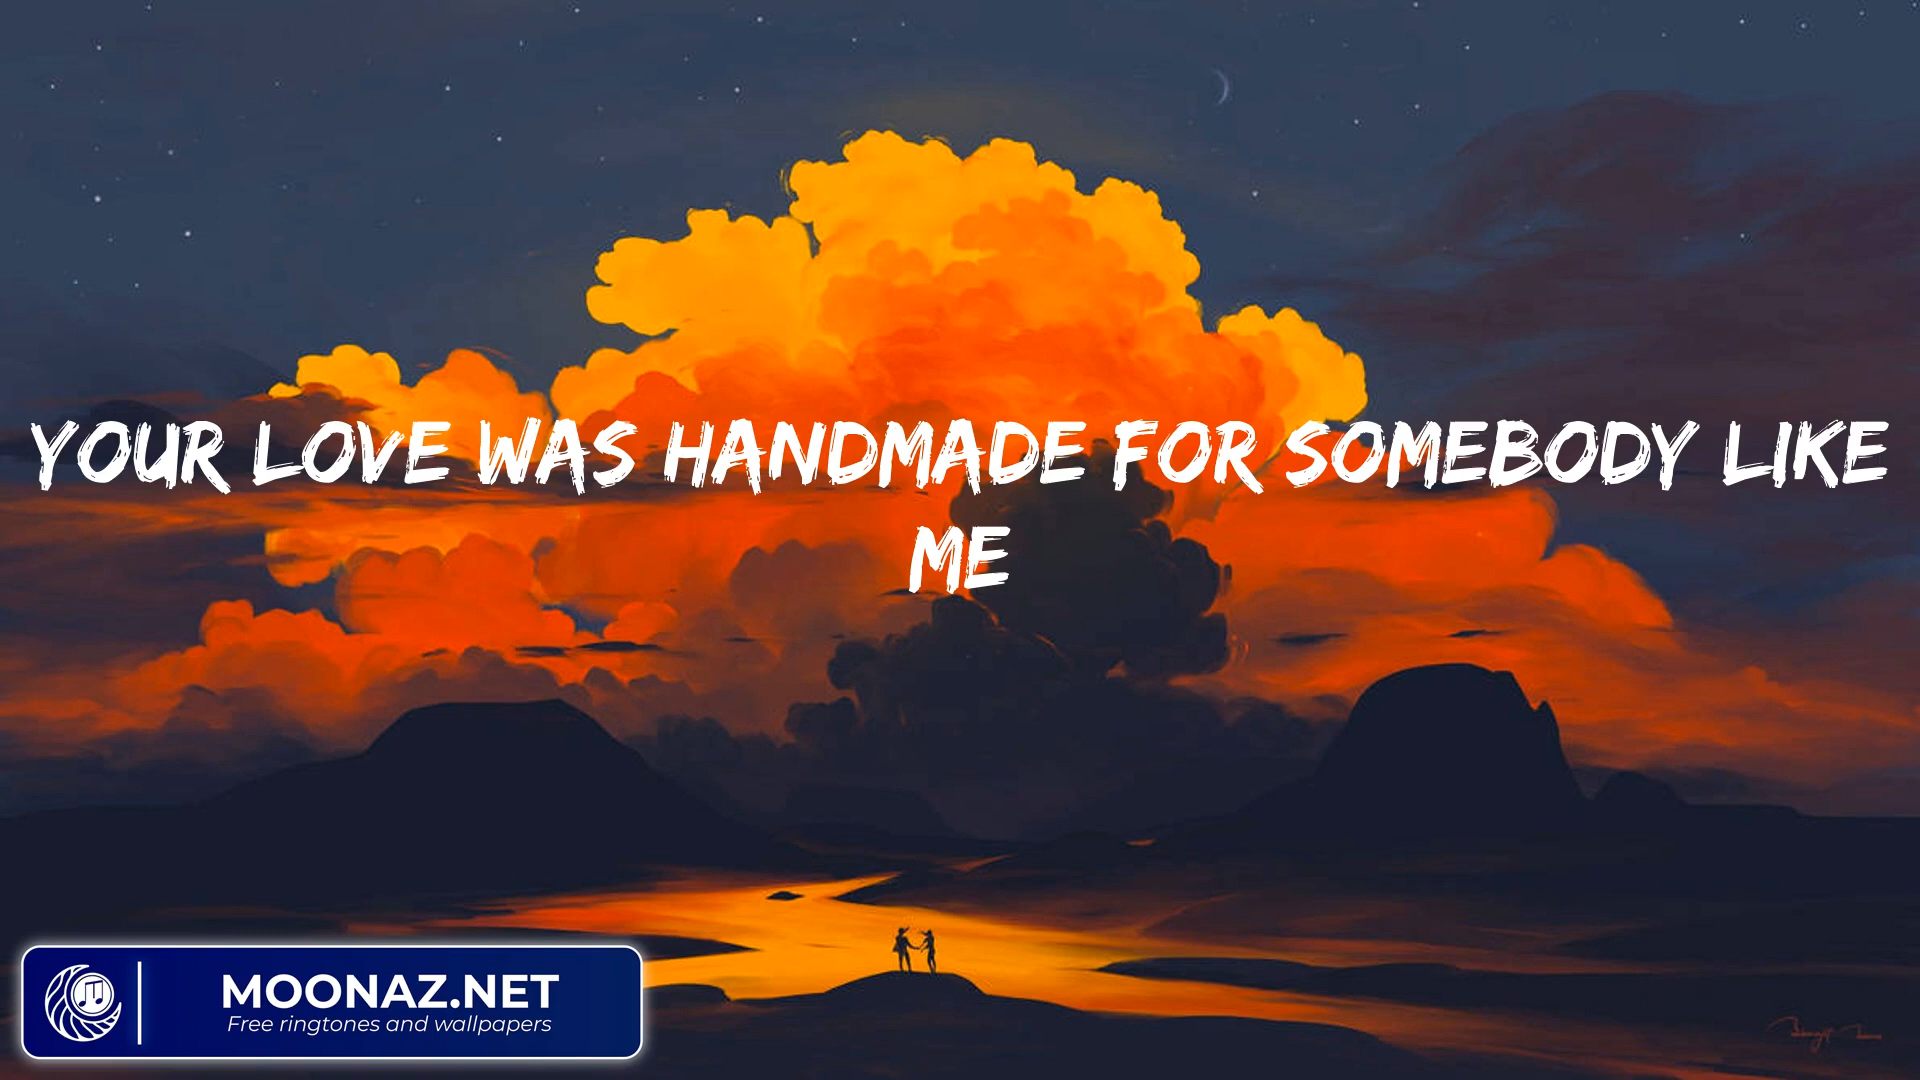 YOUR LOVE WAS HANDMADE FOR SOMEBODY LIKE
ME
MOONAZ.NET
Free ringtones and wallpapers